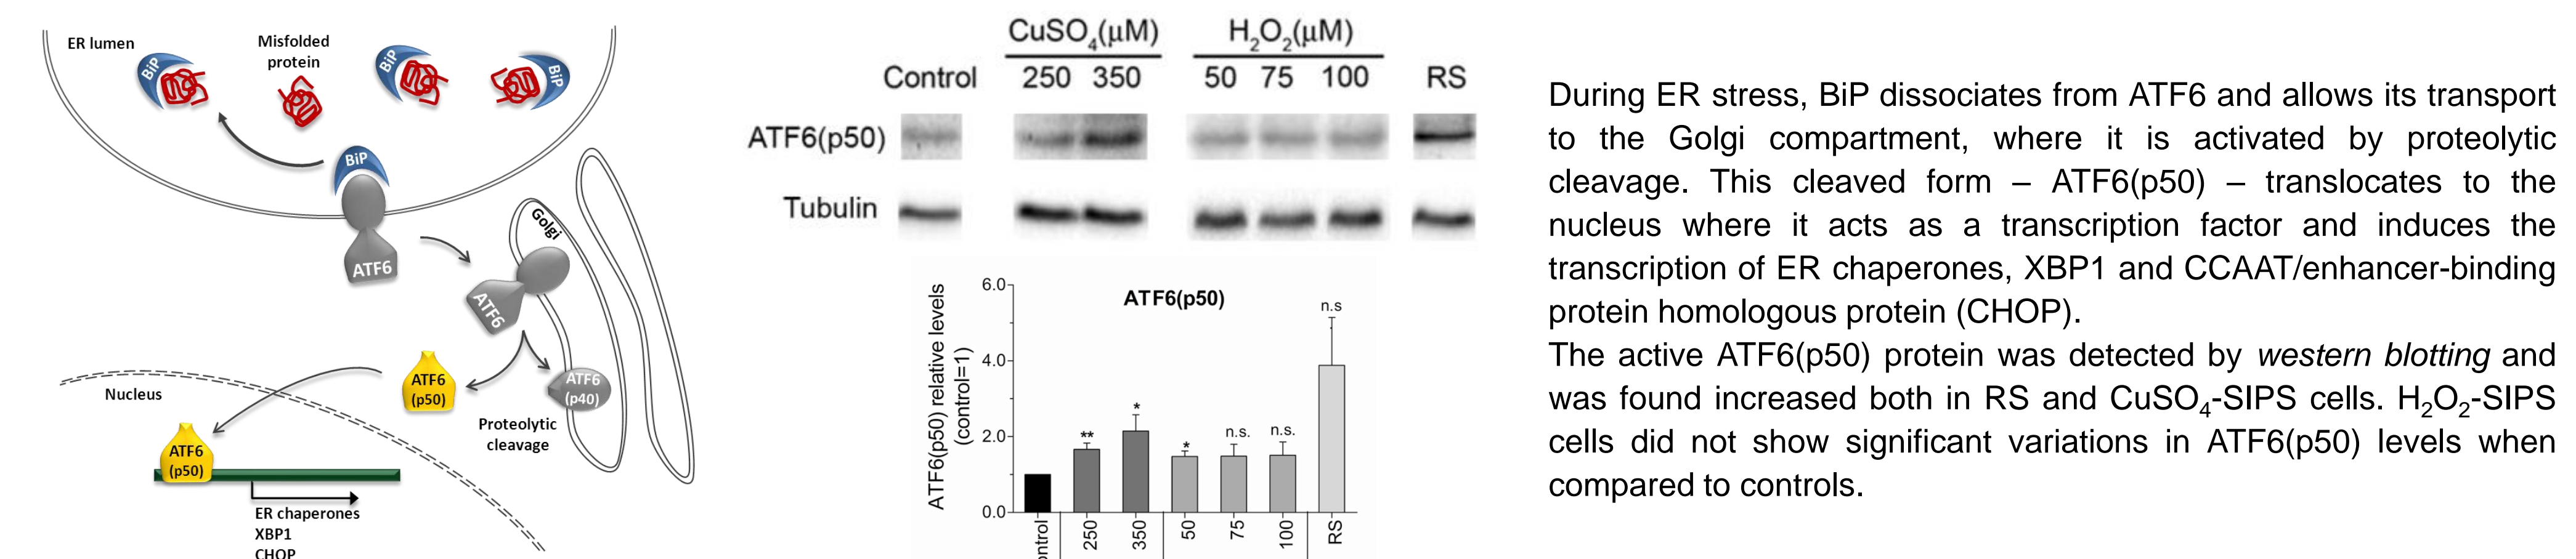 ER lumen
Misfolded
protein
BiP
BiP
BiP
BiP
ATF6
Golgi
ATF6
ATF6
(p50)
ATF6
(p40)
Proteolytic
cleavage
Nucleus
ATF6
(p50)
ER chaperones
XBP1
CHOP
CuSO₄(μM)
H₂O₂(μM)
Control 250 350 50 75 100 RS
ATF6(p50)
Tubulin
ATF6(p50)
ATF6(p50) relative levels
(control=1)
6.0
4.0
2.0
0.0
**
*
*
n.s.
n.s.
n.s
250 350 50 75 100 RS
During ER stress, BiP dissociates from ATF6 and allows its transport
to the Golgi compartment, where it is activated by proteolytic
cleavage. This cleaved form – ATF6(p50) – translocates to the
nucleus where it acts as a transcription factor and induces the
transcription of ER chaperones, XBP1 and CCAAT/enhancer-binding
protein homologous protein (CHOP).
The active ATF6(p50) protein was detected by western blotting and
was found increased both in RS and CuSO₄-SIPS cells. H₂O₂-SIPS
cells did not show significant variations in ATF6(p50) levels when
compared to controls.